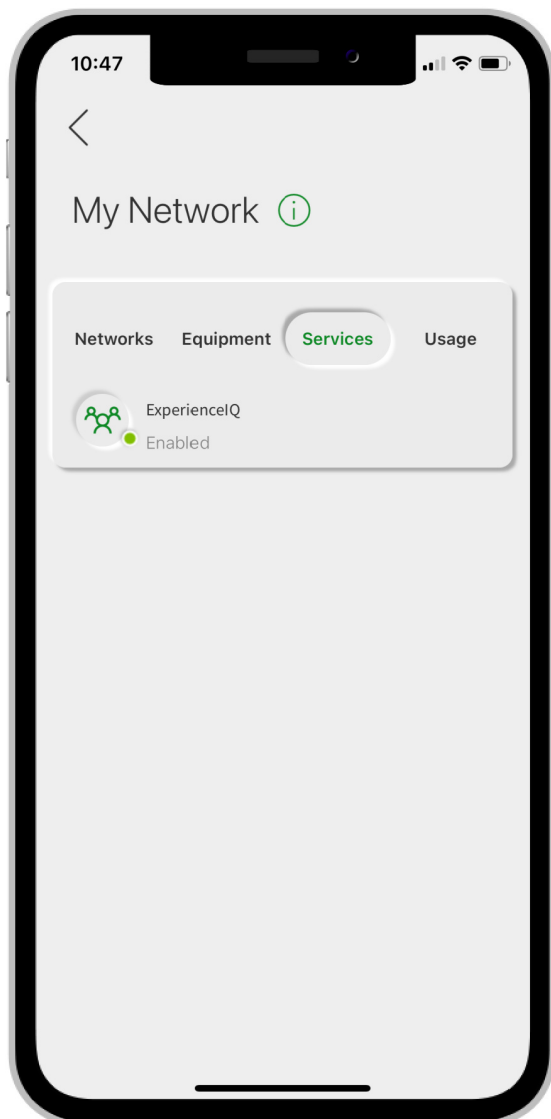 10:47
My Network
Networks Equipment Services Usage
ExperienceIQ
Enabled